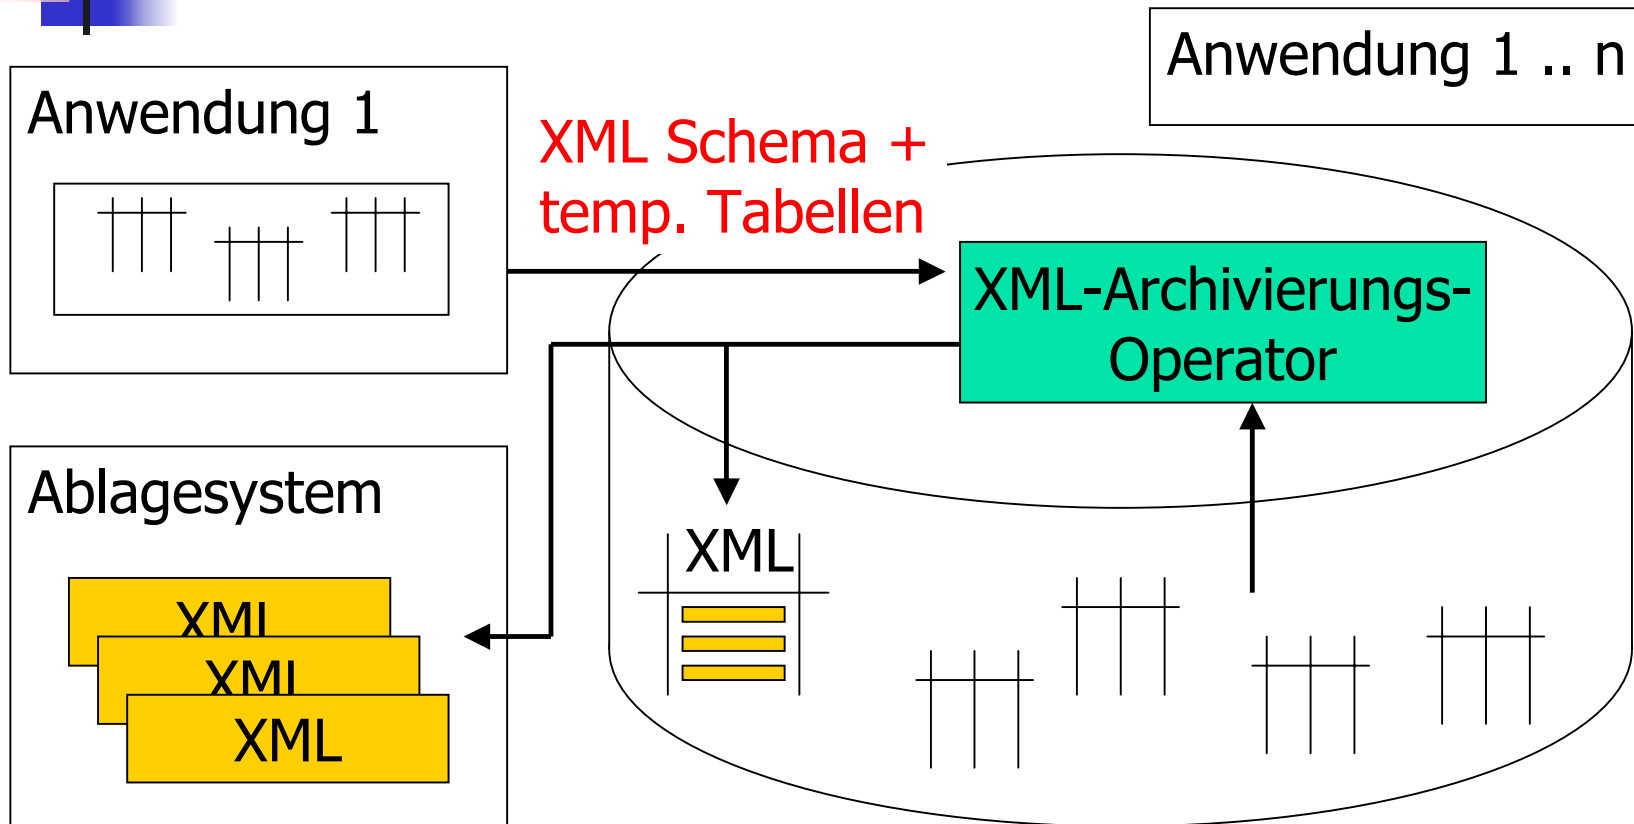 Anwendung 1 .. n
Anwendung 1
XML Schema +
temp. Tabellen
XML-Archivierungs-
Operator
Ablagesystem
XML
XML
XML
XML